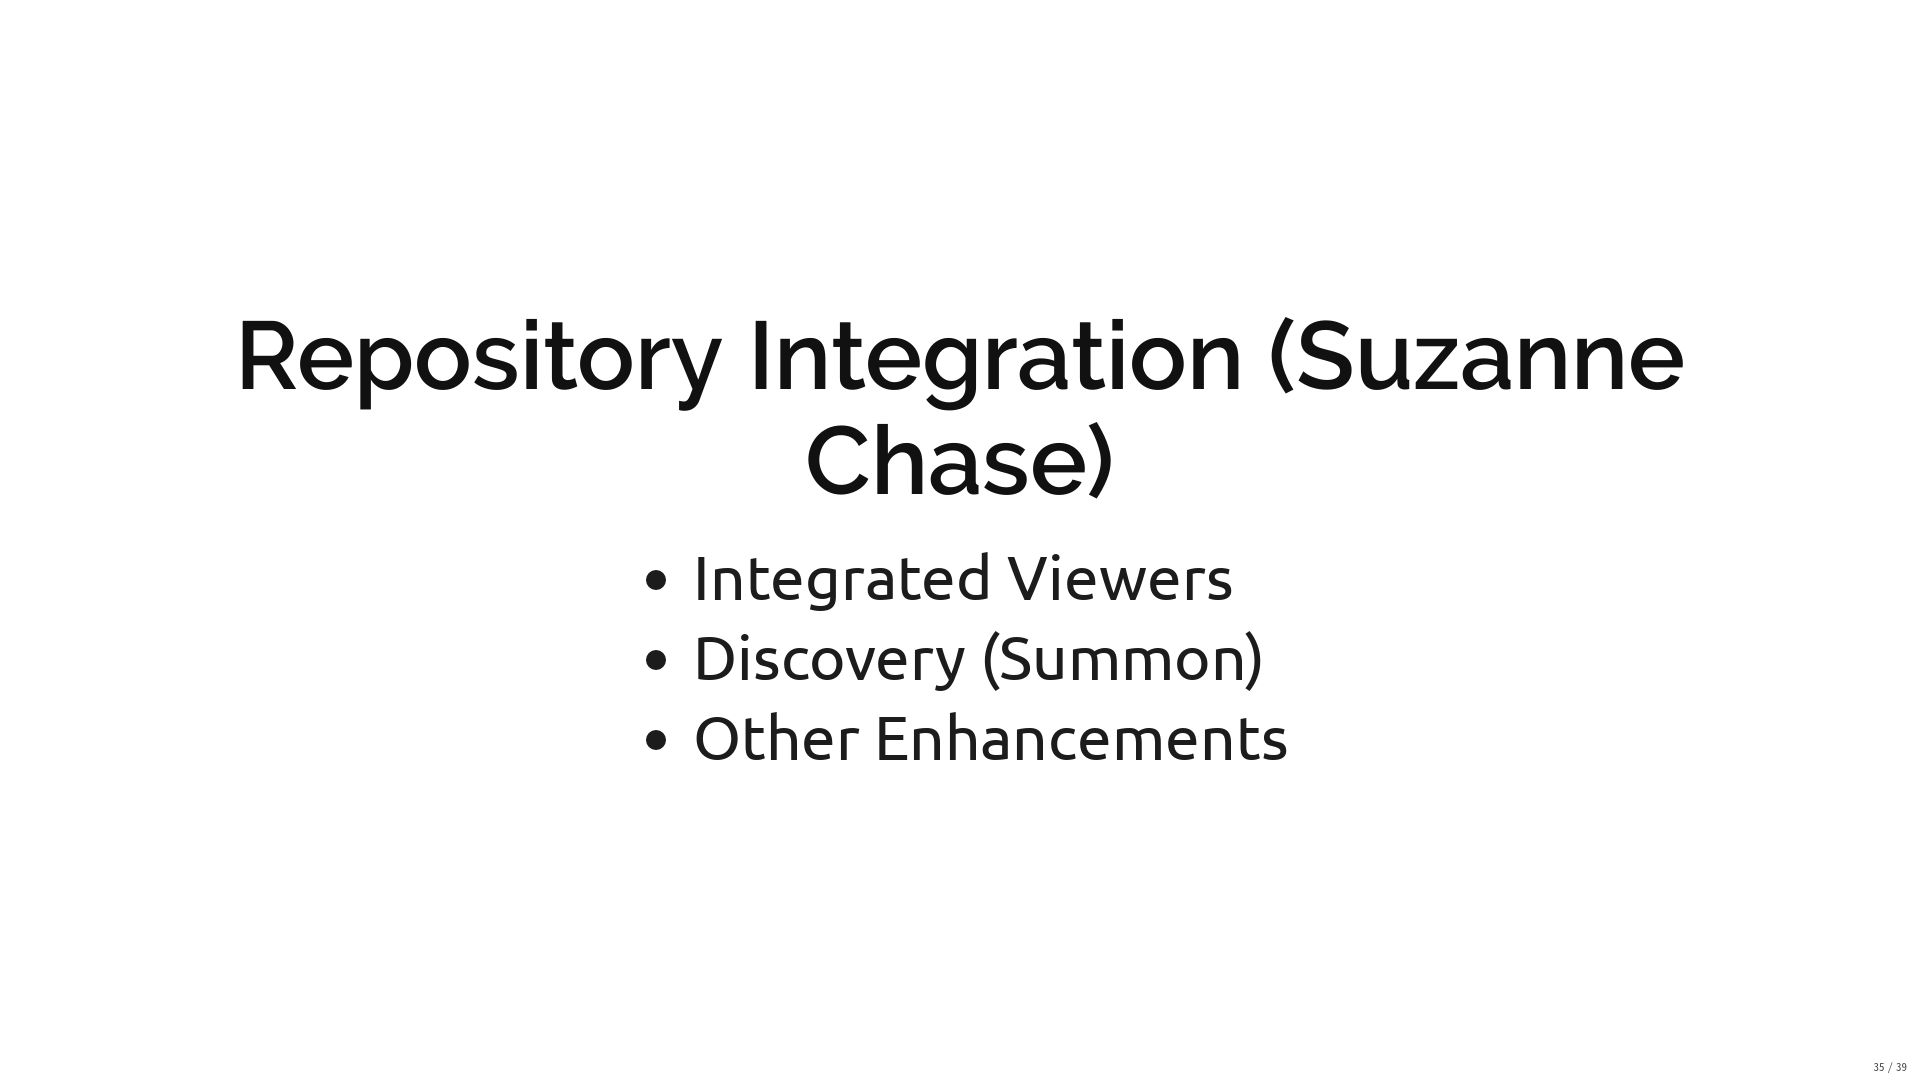 Repository Integration (Suzanne
Chase)
• Integrated Viewers
• Discovery (Summon)
• Other Enhancements
35 / 39